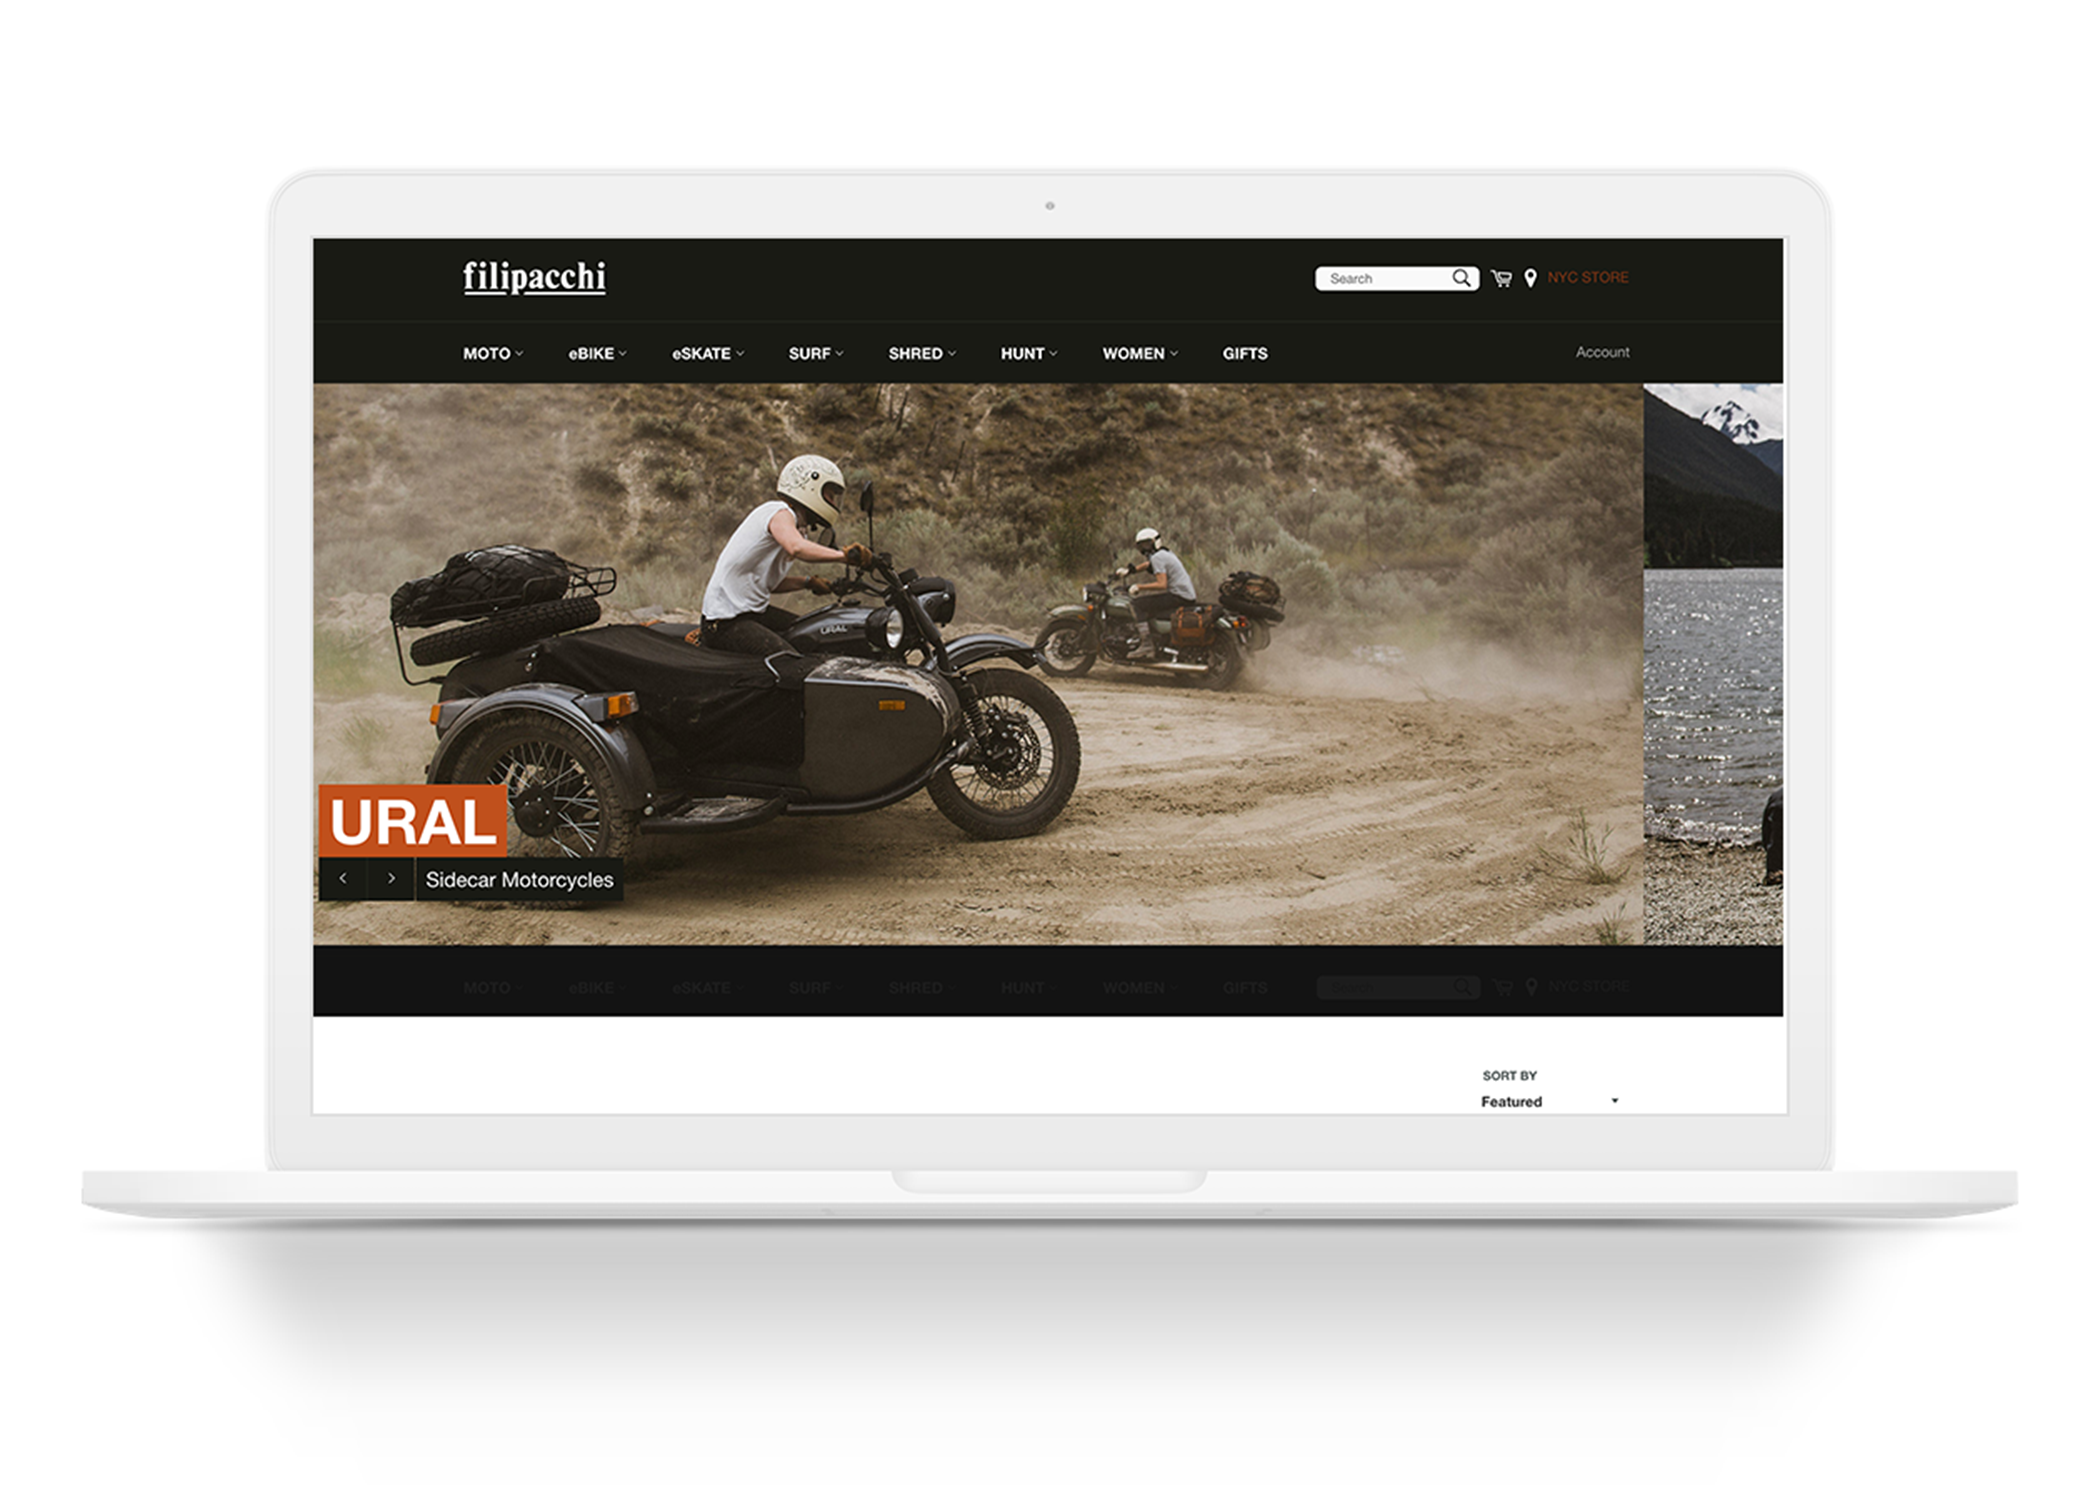 filipacchi
Search NYC STORE
MOTO eBIKE eSKATE SURF SHRED HUNT WOMEN GIFTS Account
URAL
URAL
Sidecar Motorcycles
MOTO eBIKE eSKATE SURF SHRED HUNT WOMEN GIFTS Search NYC STORE
SORT BY
Featured